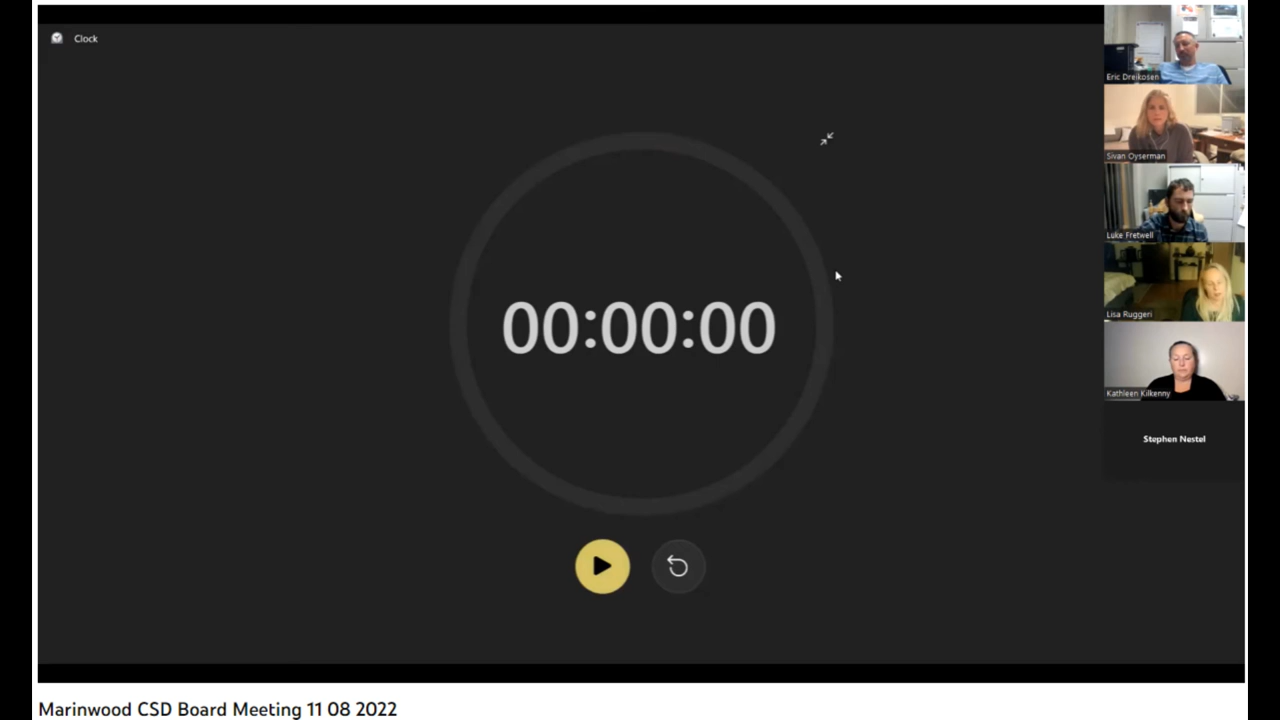 Clock
00:00:00
Eric Dreikosen
Sivan Oyserman
Luke Fretwell
Lisa Ruggeri
Kathleen Kilkenny
Stephen Nestel
Marinwood CSD Board Meeting 11 08 2022